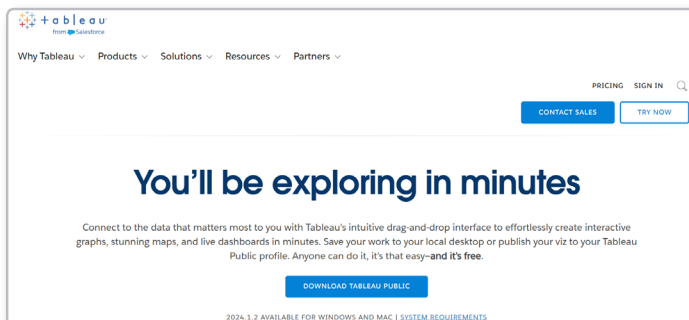 + a b | e a u
from Salesforce
Why Tableau Products Solutions Resources Partners
PRICING SIGN IN
CONTACT SALES TRY NOW
You'll be exploring in minutes
Connect to the data that matters most to you with Tableau's intuitive drag-and-drop interface to effortlessly create interactive
graphs, stunning maps, and live dashboards in minutes. Save your work to your local desktop or publish your viz to your Tableau
Public profile. Anyone can do it, it's that easy–and it's free.
DOWNLOAD TABLEAU PUBLIC
2024.1.2 AVAILABLE FOR WINDOWS AND MAC | SYSTEM REQUIREMENTS